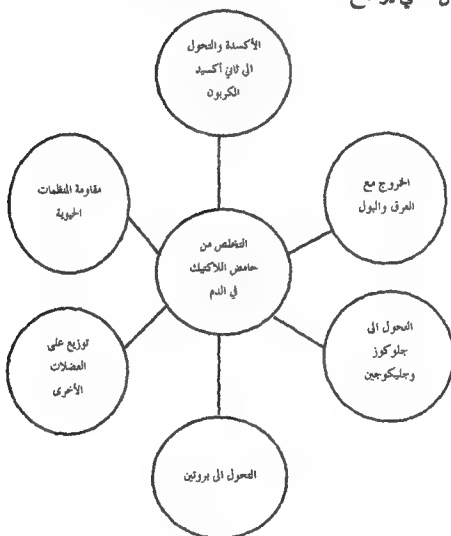 الأكسدة والتحول
الى ثاني أكسيد
الكربون
الخروج مع
العرق والبول
مقاومة المنظمات
الحيوية
التخلص من
حامض اللاكتيك
في الدم
التحول الى
جلوكوز
وجليكوجين
توزيع على
العضلات
الأخرى
التحول الى بروتين